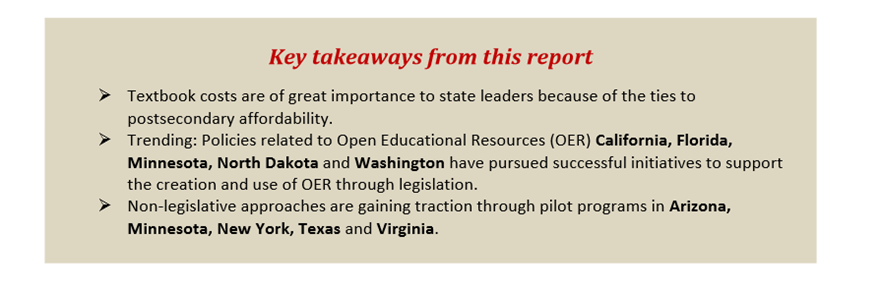 Key takeaways from this report
➢ Textbook costs are of great importance to state leaders because of the ties to
postsecondary affordability.
➢ Trending: Policies related to Open Educational Resources (OER) California, Florida,
Minnesota, North Dakota and Washington have pursued successful initiatives to support
the creation and use of OER through legislation.
➢ Non-legislative approaches are gaining traction through pilot programs in Arizona,
Minnesota, New York, Texas and Virginia.